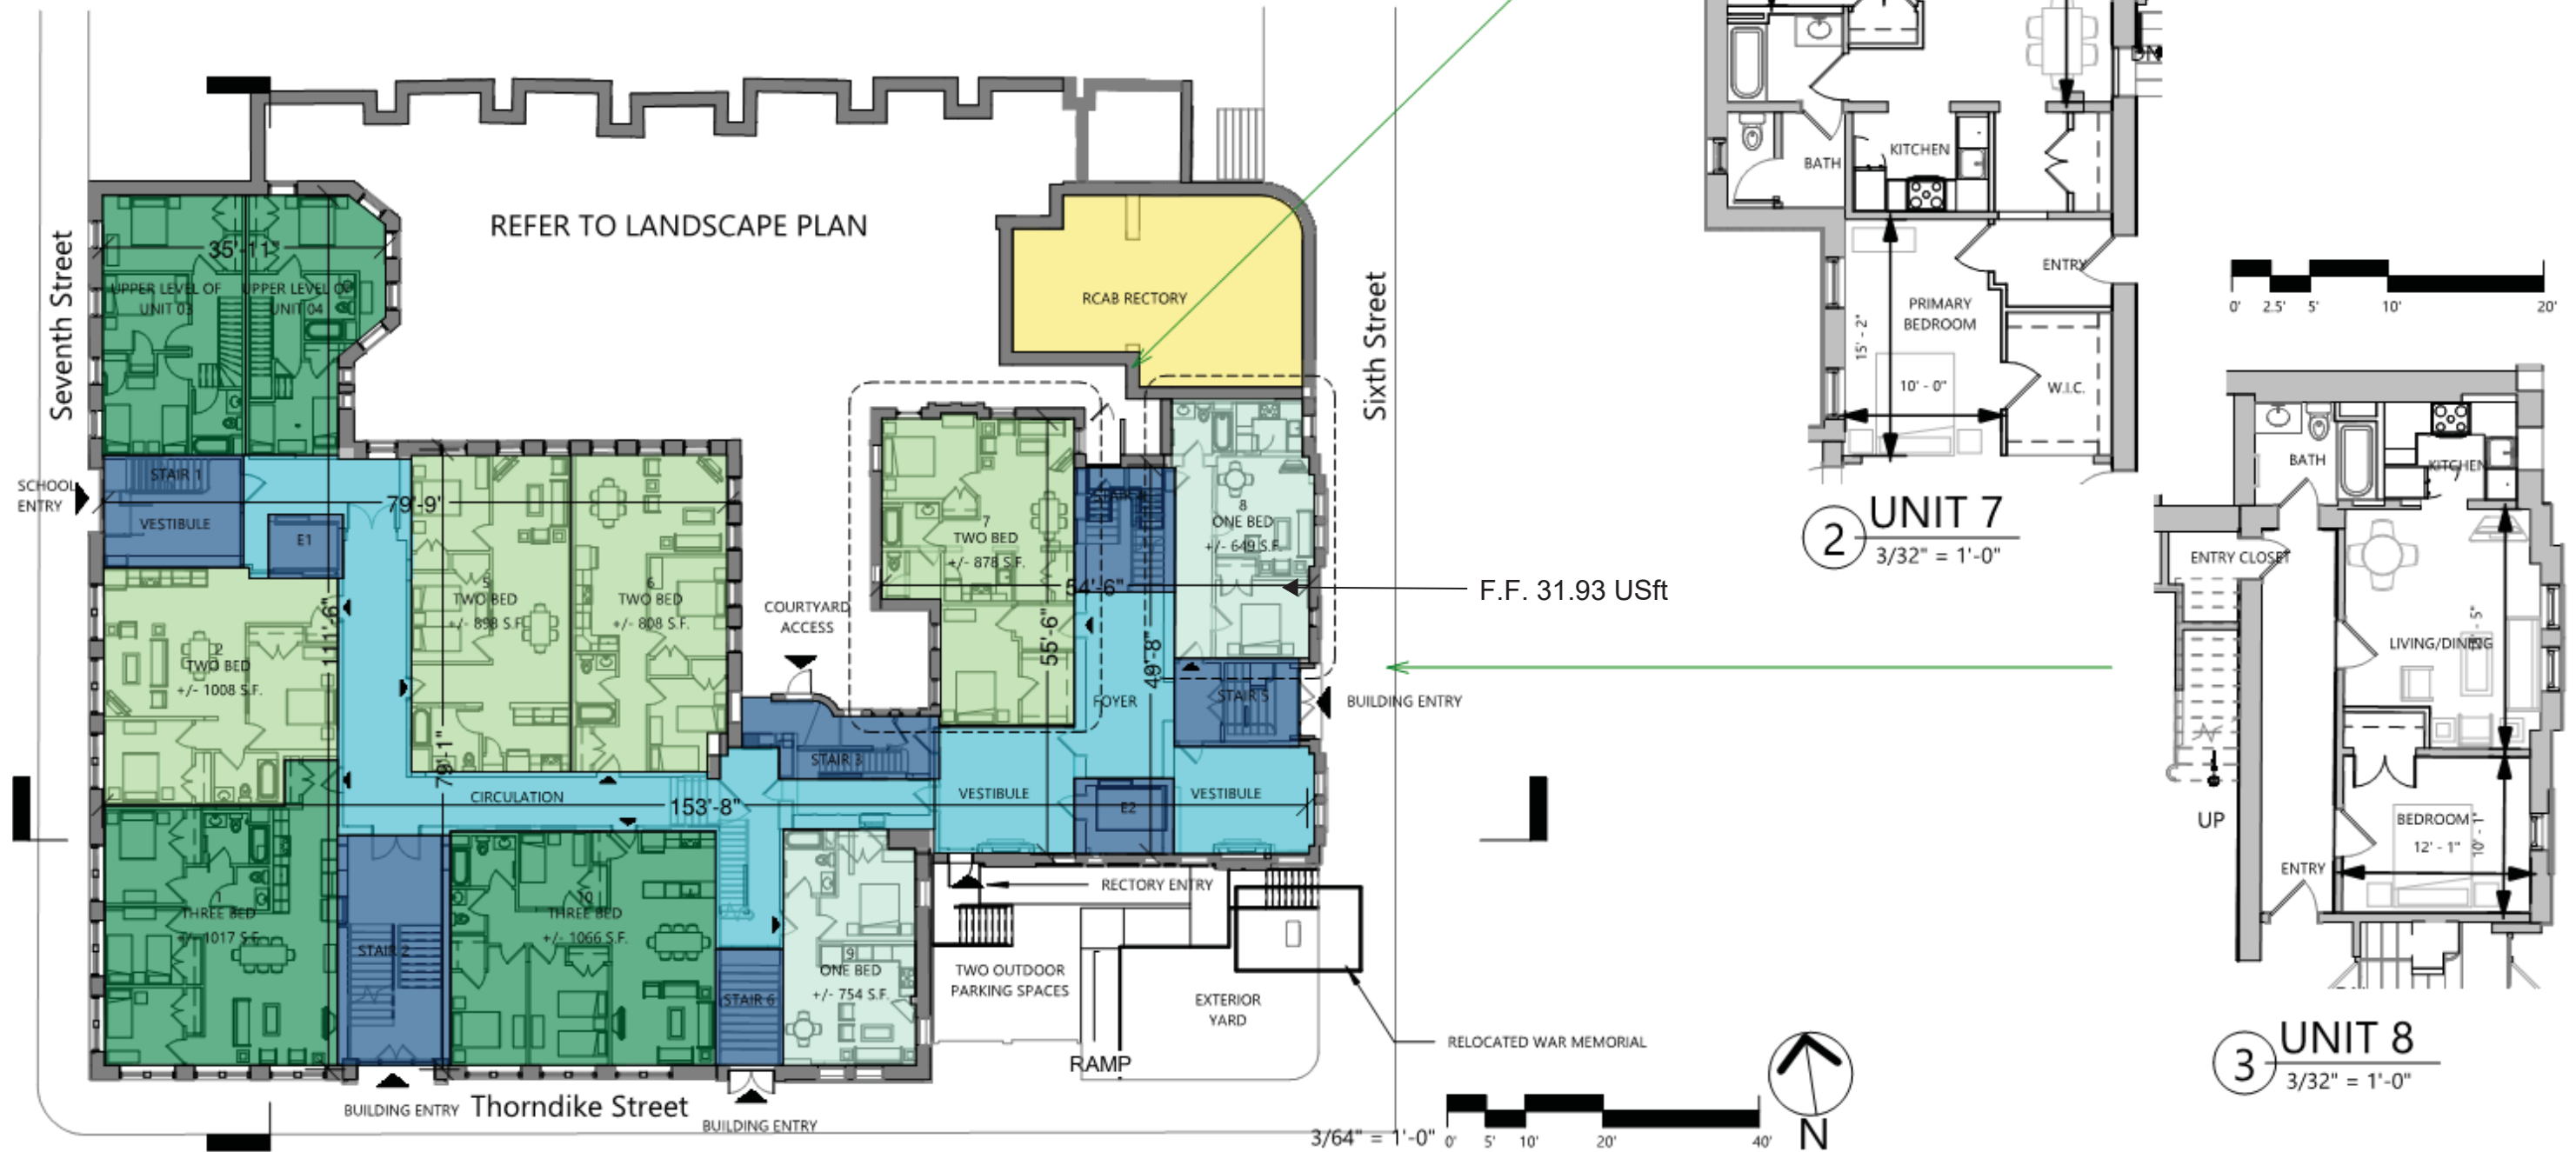 REFER TO LANDSCAPE PLAN
Seventh Street
35'-11"
UPPER LEVEL OF
UNIT 03
UPPER LEVEL OF
UNIT 04
RCAB RECTORY
Sixth Street
SCHOOL
ENTRY
STAIR 1
VESTIBULE
E1
79'-9"
5
TWO BED
+/- 898 S.F.
6
TWO BED
+/- 808 S.F.
2
TWO BED
+/- 1008 S.F.
111'-6"
79'-1"
COURTYARD
ACCESS
7
TWO BED
+/- 878 S.F.
54'-6"
55'-6"
49'-8"
8
ONE BED
+/- 649 S.F.
F.F. 31.93 USft
FOYER
STAIR 5
BUILDING ENTRY
STAIR 3
CIRCULATION
153'-8"
VESTIBULE
E2
VESTIBULE
1
THREE BED
+/- 1017 S.F.
STAIR 2
10
THREE BED
+/- 1066 S.F.
STAIR 6
9
ONE BED
+/- 754 S.F.
RECTORY ENTRY
TWO OUTDOOR
PARKING SPACES
EXTERIOR
YARD
RAMP
RELOCATED WAR MEMORIAL
BUILDING ENTRY
Thorndike Street
BUILDING ENTRY
3/64" = 1'-0"
0' 5' 10' 20' 40'
N
BATH
KITCHEN
ENTRY
PRIMARY
BEDROOM
15' - 2"
10' - 0"
W.I.C.
2
UNIT 7
3/32" = 1'-0"
0' 2.5' 5' 10' 20'
BATH
KITCHEN
ENTRY CLOSET
LIVING/DINING
UP
BEDROOM
12' - 1"
10' - 1"
ENTRY
3
UNIT 8
3/32" = 1'-0"